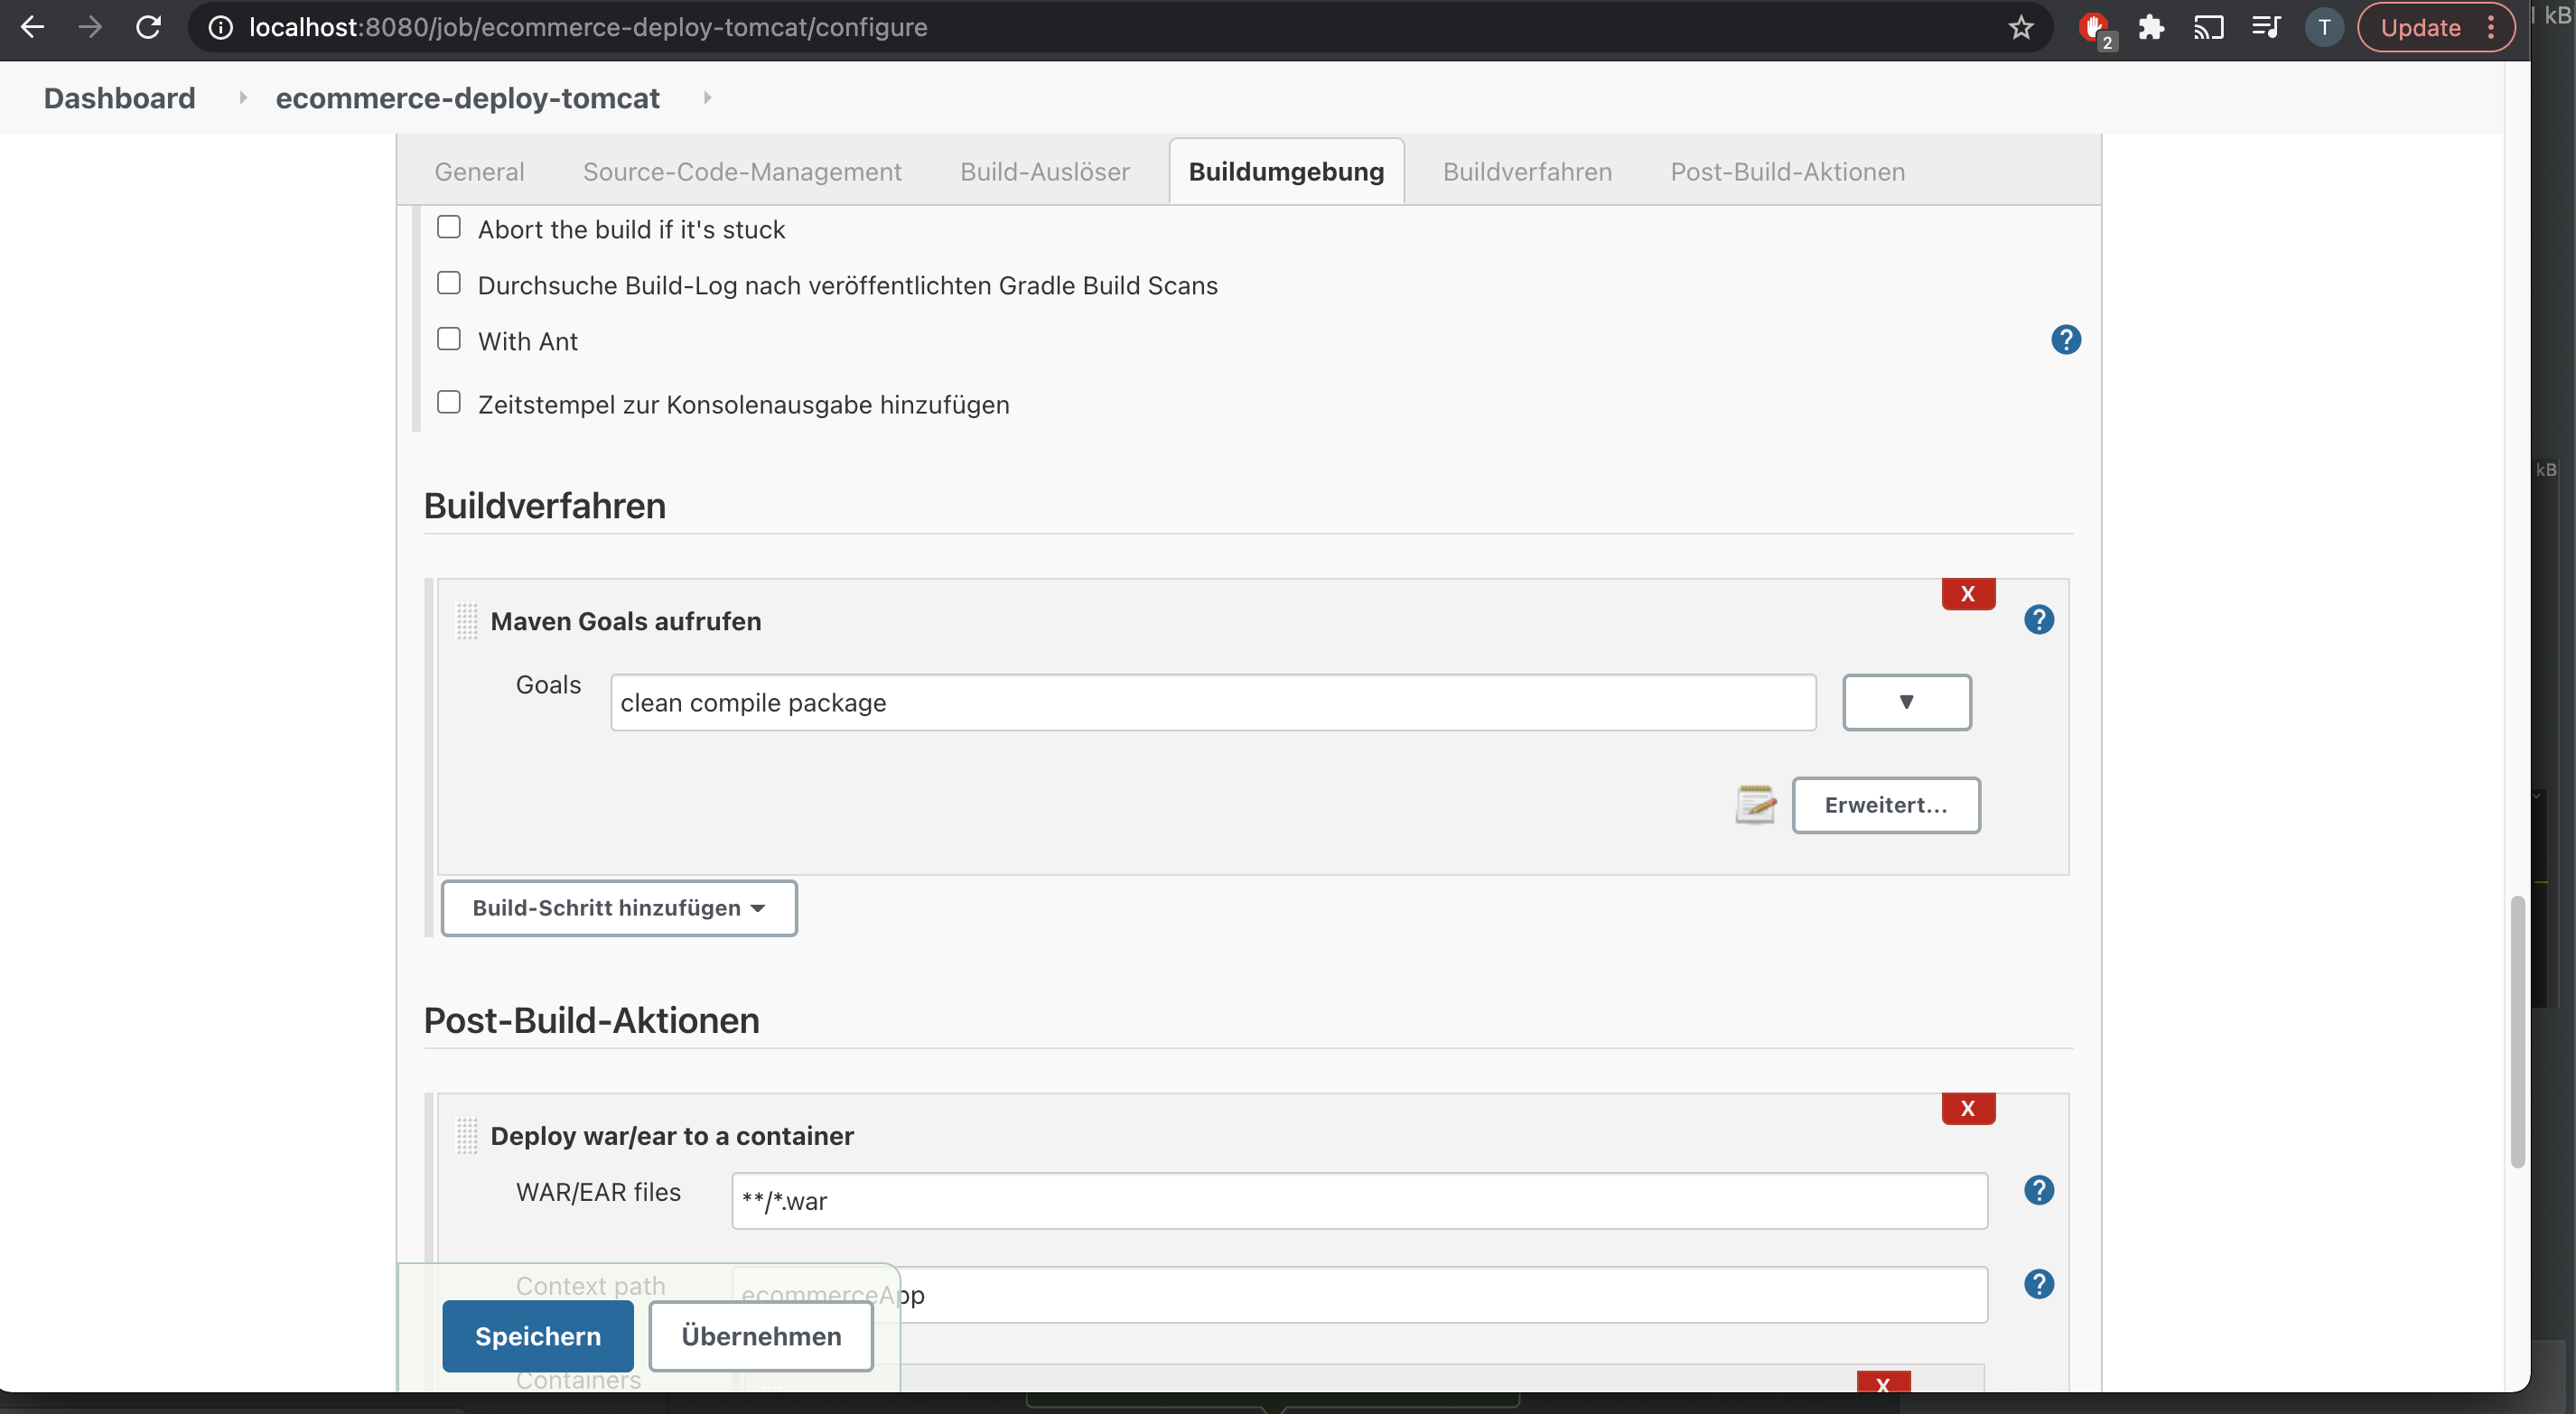 localhost:8080/job/ecommerce-deploy-tomcat/configure
2
T
Update
kB
Dashboard
ecommerce-deploy-tomcat
General
Source-Code-Management
Build-Auslöser
Buildumgebung
Buildverfahren
Post-Build-Aktionen
Abort the build if it's stuck
Durchsuche Build-Log nach veröffentlichten Gradle Build Scans
With Ant
?
Zeitstempel zur Konsolenausgabe hinzufügen
kB
Buildverfahren
X
Maven Goals aufrufen
?
Goals
clean compile package
Erweitert...
Build-Schritt hinzufügen
Post-Build-Aktionen
X
Deploy war/ear to a container
WAR/EAR files
**/*.war
?
Context path
ecommerceApp
?
Speichern
Übernehmen
Containers
X